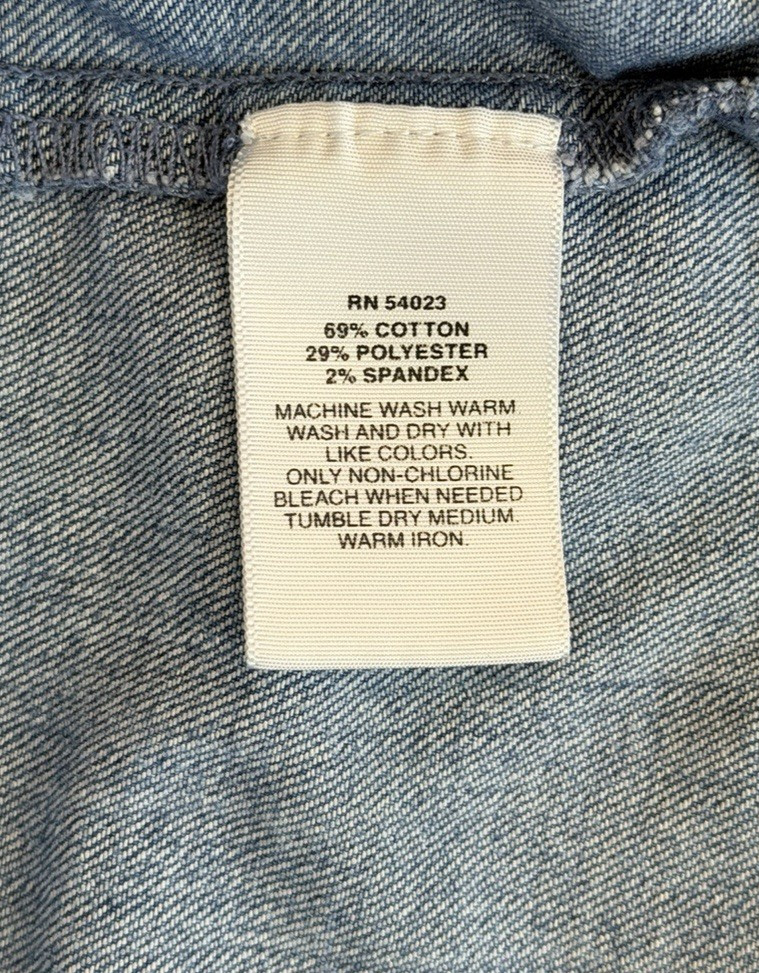 RN 54023
69% COTTON
29% POLYESTER
2% SPANDEX
MACHINE WASH WARM
WASH AND DRY WITH
LIKE COLORS.
ONLY NON-CHLORINE
BLEACH WHEN NEEDED
TUMBLE DRY MEDIUM.
WARM IRON.